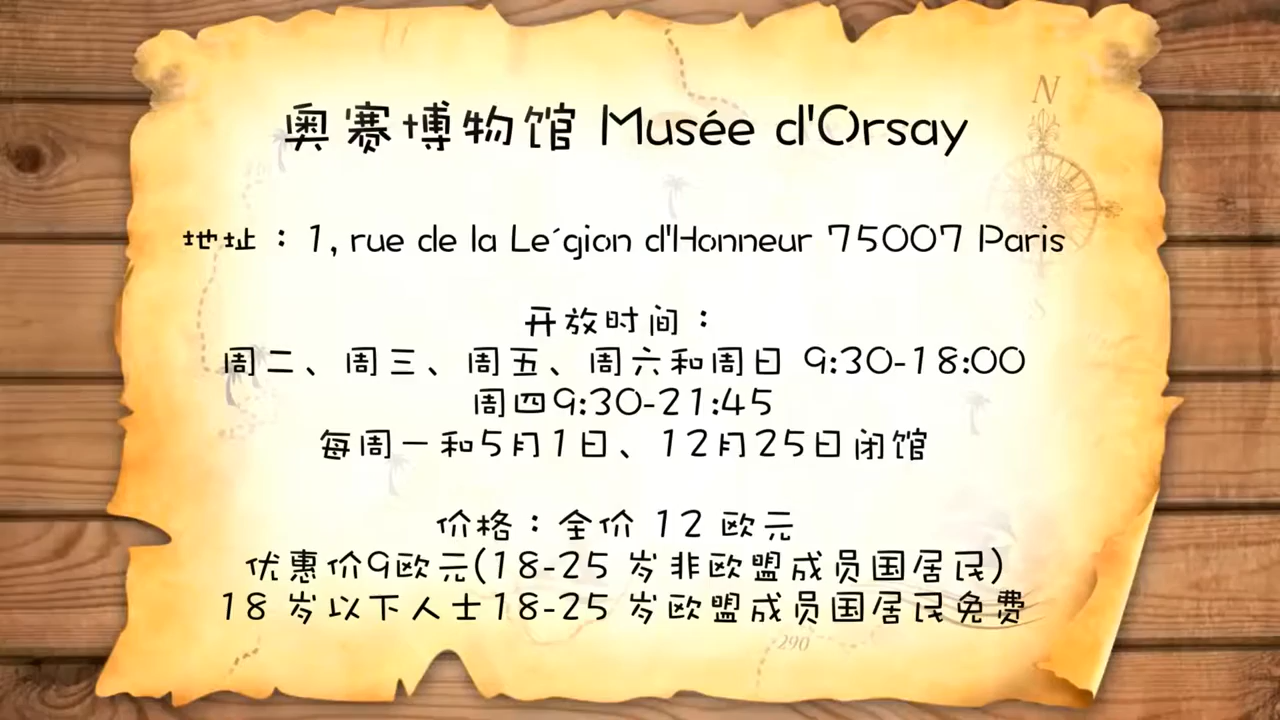 奥赛博物馆 Musée d'Orsay
N
地址：1, rue de la Le´gion d'Honneur 75007 Paris
S
开放时间：
周二、周三、周五、周六和周日 9:30-18:00
周四9:30-21:45
每周一和5月1日、12月25日闭馆
价格：全价 12 欧元
优惠价9欧元(18-25 岁非欧盟成员国居民)
18 岁以下人士18-25 岁欧盟成员国居民免费
290